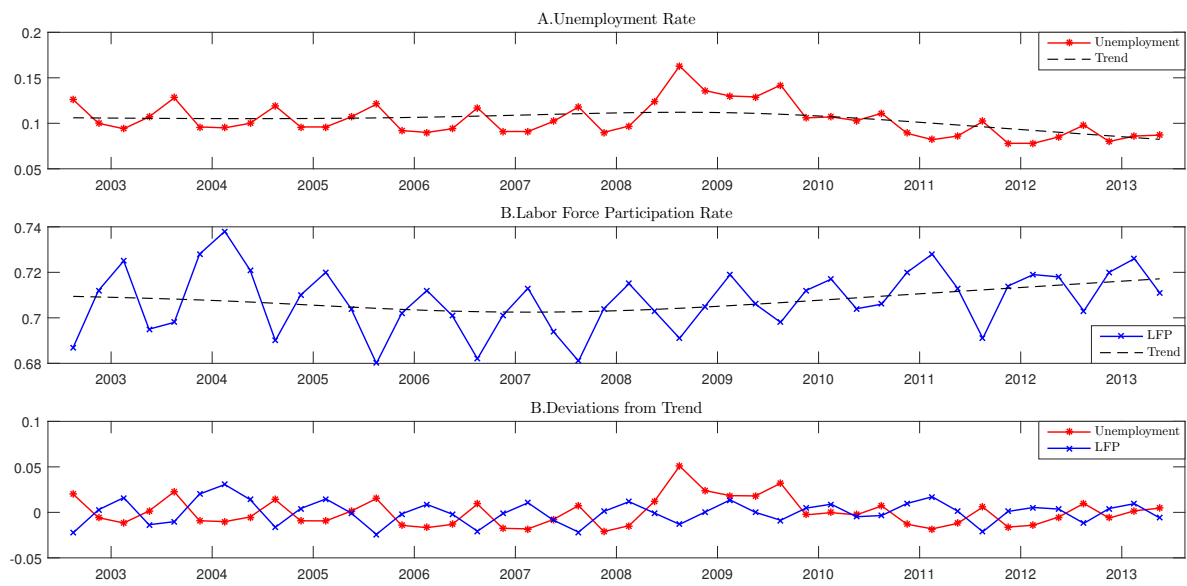 A.Unemployment Rate
0.2
0.15
0.1
0.05
Unemployment
Trend
2003 2004 2005 2006 2007 2008 2009 2010 2011 2012 2013
B.Labor Force Participation Rate
0.74
0.72
0.7
0.68
LFP
Trend
2003 2004 2005 2006 2007 2008 2009 2010 2011 2012 2013
B.Deviations from Trend
0.1
0.05
0
-0.05
Unemployment
LFP
2003 2004 2005 2006 2007 2008 2009 2010 2011 2012 2013